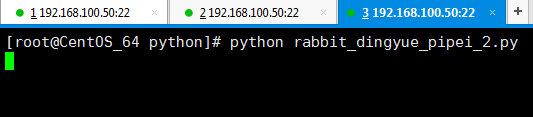 1 192.168.100.50:22 × 2 192.168.100.50:22 × 3 192.168.100.50:22 × +
[root@CentOS_64 python]# python rabbit_dingyue_pipei_2.py